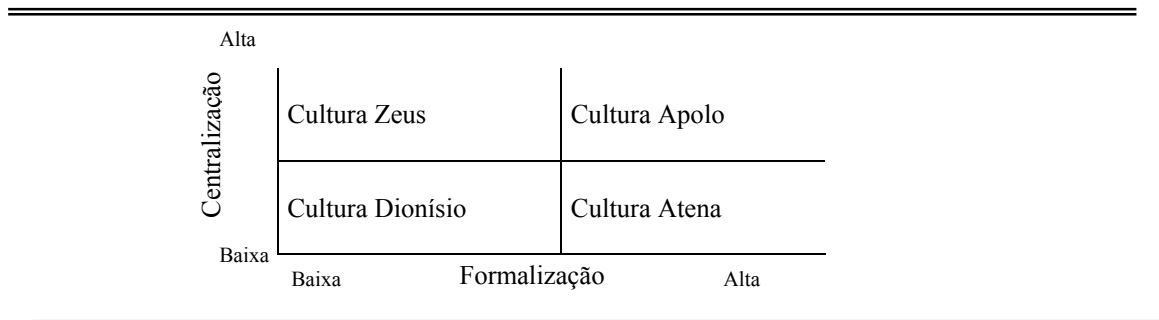 Alta
Centralização
Cultura Zeus
Cultura Apolo
Cultura Dionísio
Cultura Atena
Baixa
Baixa
Formalização
Alta